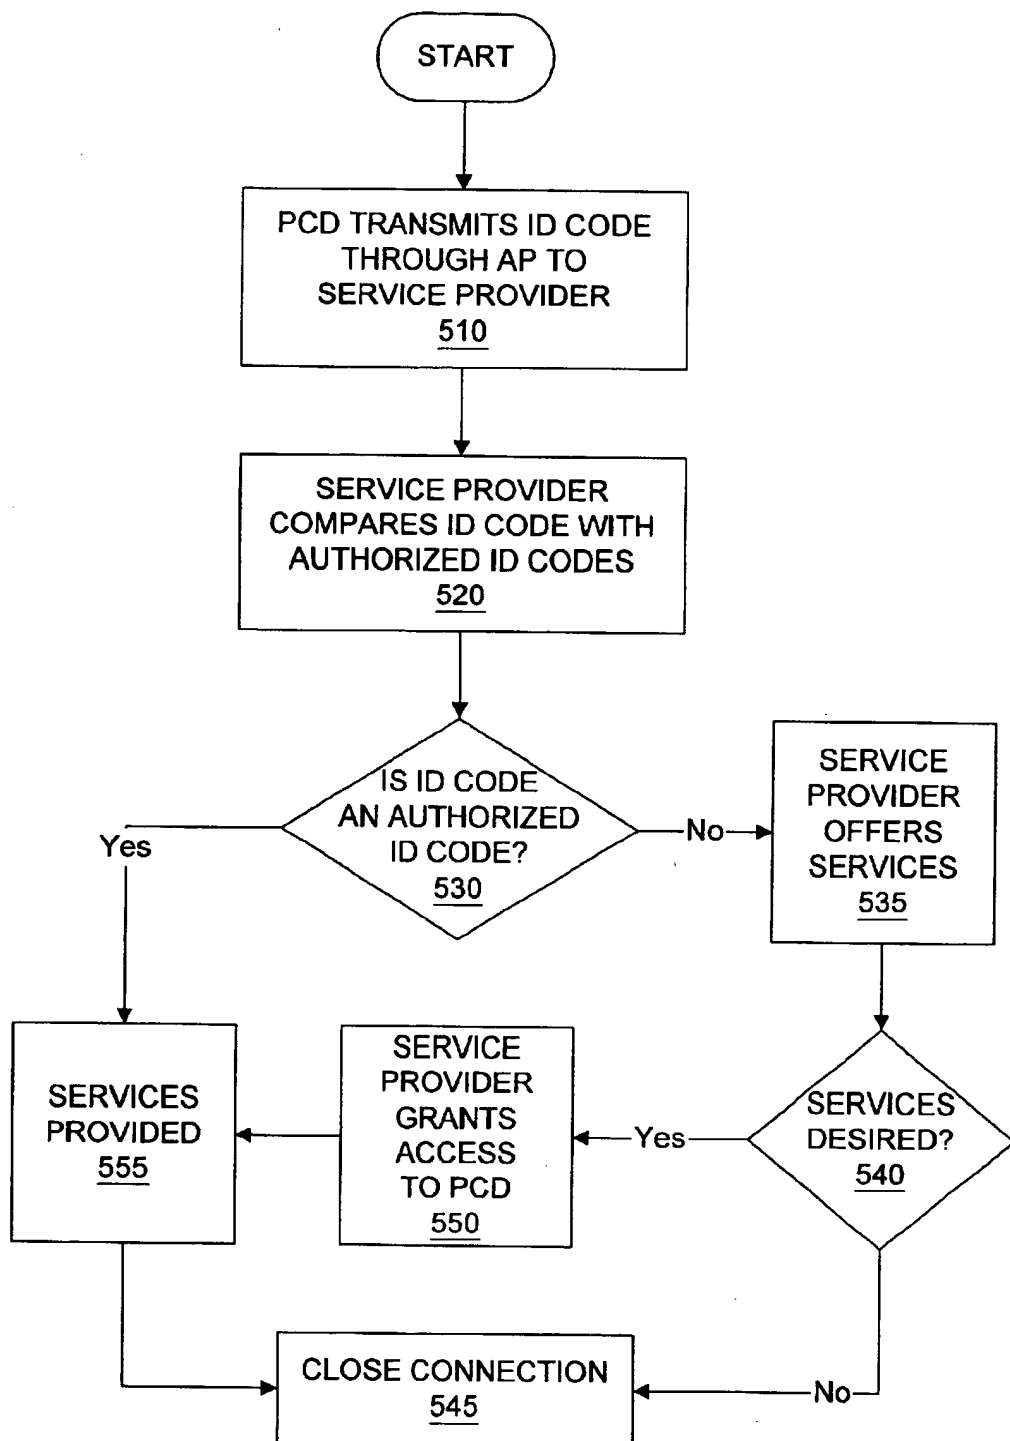 START
PCD TRANSMITS ID CODE
THROUGH AP TO
SERVICE PROVIDER
510
SERVICE PROVIDER
COMPARES ID CODE WITH
AUTHORIZED ID CODES
520
IS ID CODE
AN AUTHORIZED
ID CODE?
530
Yes
No
SERVICE
PROVIDER
OFFERS
SERVICES
535
SERVICES
DESIRED?
540
Yes
SERVICE
PROVIDER
GRANTS
ACCESS
TO PCD
550
SERVICES
PROVIDED
555
No
CLOSE CONNECTION
545